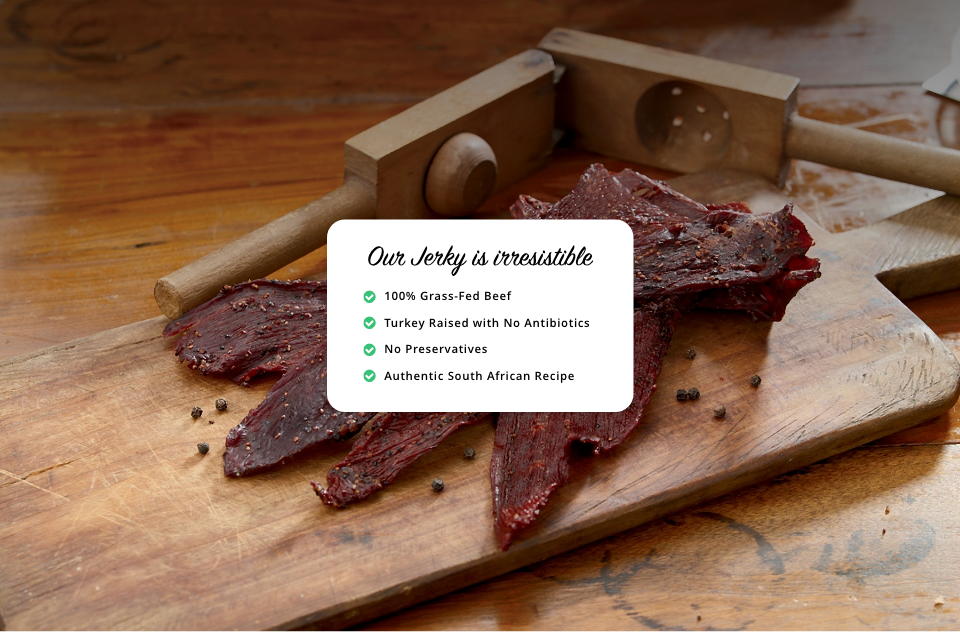 Our Jerky is irresistible
100% Grass-Fed Beef
Turkey Raised with No Antibiotics
No Preservatives
Authentic South African Recipe